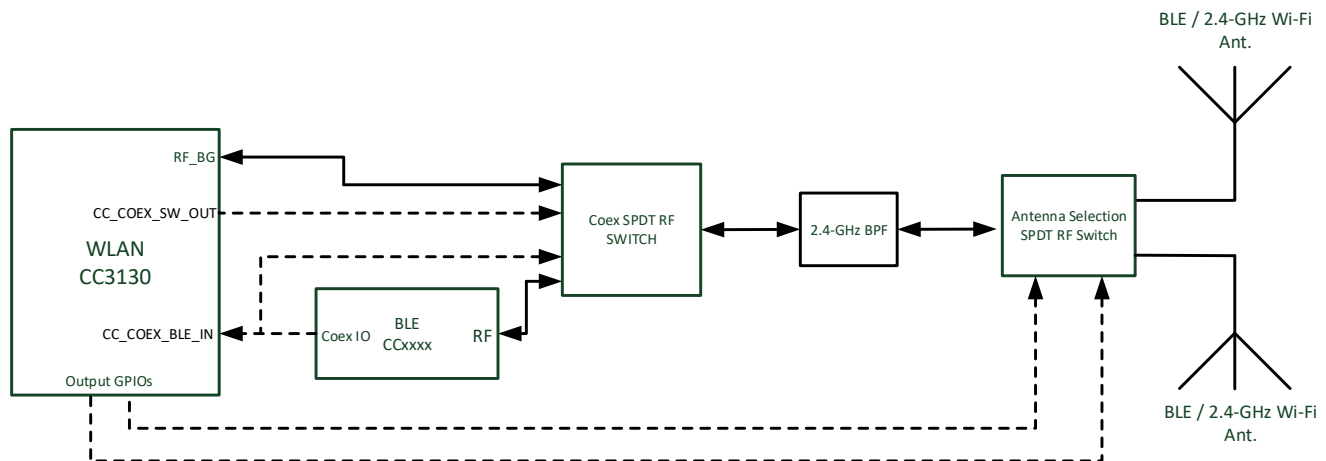 BLE / 2.4-GHz Wi-Fi
Ant.
RF_BG
CC_COEX_SW_OUT
WLAN
CC3130
CC_COEX_BLE_IN
Output GPIOs
Coex IO
BLE
CCxxxx
RF
Coex SPDT RF
SWITCH
2.4-GHz BPF
Antenna Selection
SPDT RF Switch
BLE / 2.4-GHz Wi-Fi
Ant.